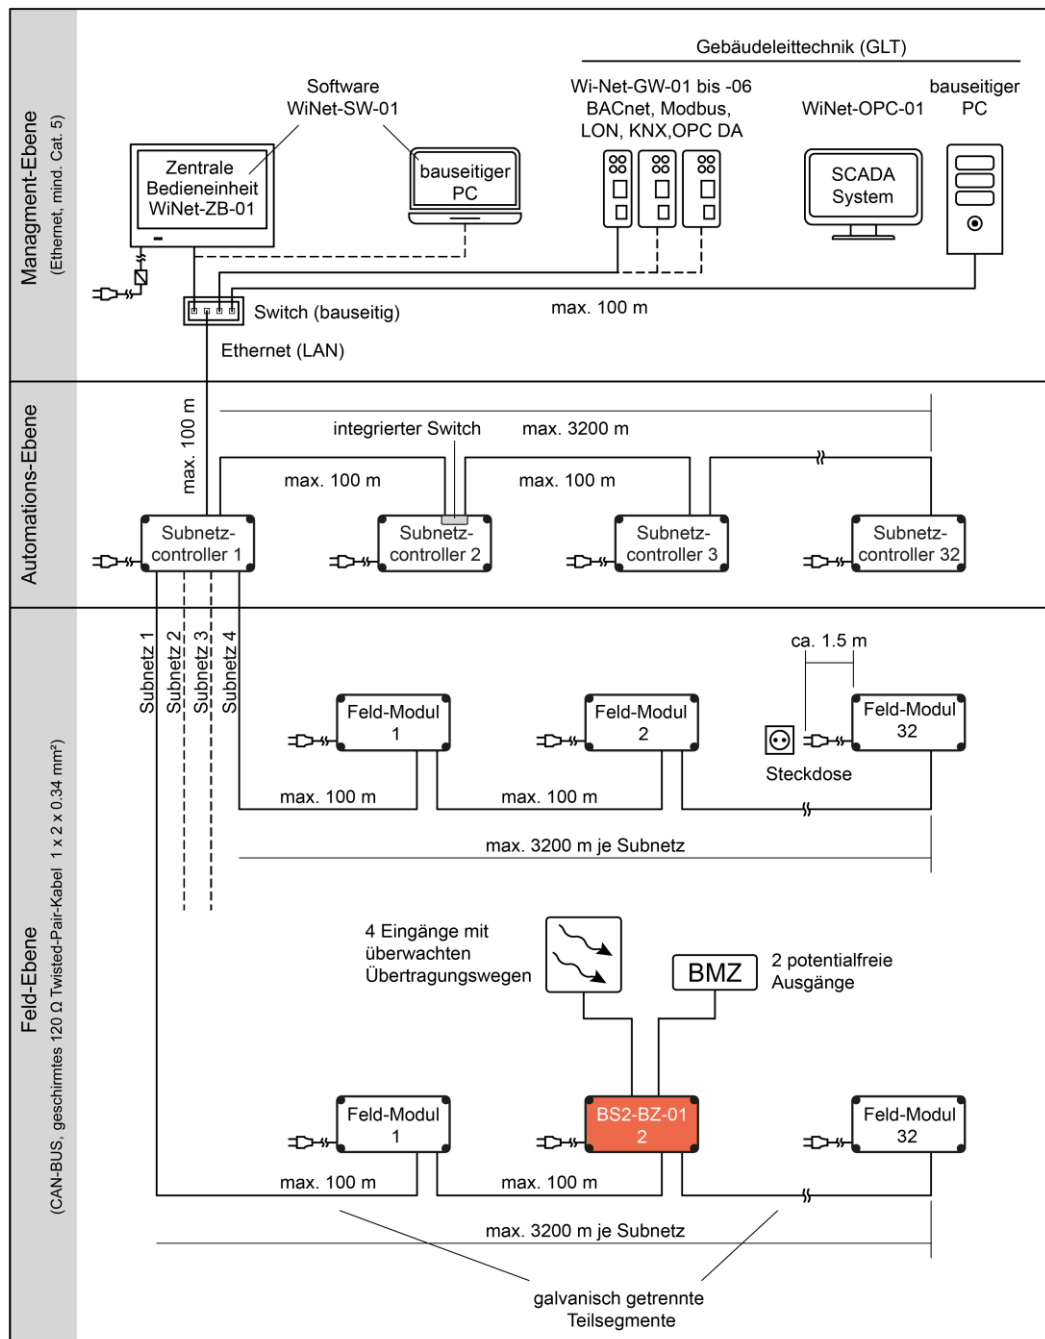 Managment-Ebene
(Ethernet, mind. Cat. 5)
Gebäudeleittechnik (GLT)
Software
WiNet-SW-01
Wi-Net-GW-01 bis -06
BACnet, Modbus,
LON, KNX,OPC DA
WiNet-OPC-01
bauseitiger
PC
Zentrale
Bedieneinheit
WiNet-ZB-01
bauseitiger
PC
SCADA
System
Switch (bauseitig)
max. 100 m
Ethernet (LAN)
Automations-Ebene
max. 100 m
integrierter Switch
max. 3200 m
max. 100 m
max. 100 m
Subnetz-
controller 1
Subnetz-
controller 2
Subnetz-
controller 3
Subnetz-
controller 32
Feld-Ebene
(CAN-BUS, geschirmtes 120 Ω Twisted-Pair-Kabel 1 x 2 x 0.34 mm²)
Subnetz 1
Subnetz 2
Subnetz 3
Subnetz 4
ca. 1.5 m
Feld-Modul
1
Feld-Modul
2
Feld-Modul
32
Steckdose
max. 100 m
max. 100 m
max. 3200 m je Subnetz
4 Eingänge mit
überwachten
Übertragungswegen
BMZ
2 potentialfreie
Ausgänge
Feld-Modul
1
BS2-BZ-01
2
Feld-Modul
32
max. 100 m
max. 100 m
max. 3200 m je Subnetz
galvanisch getrennte
Teilsegmente